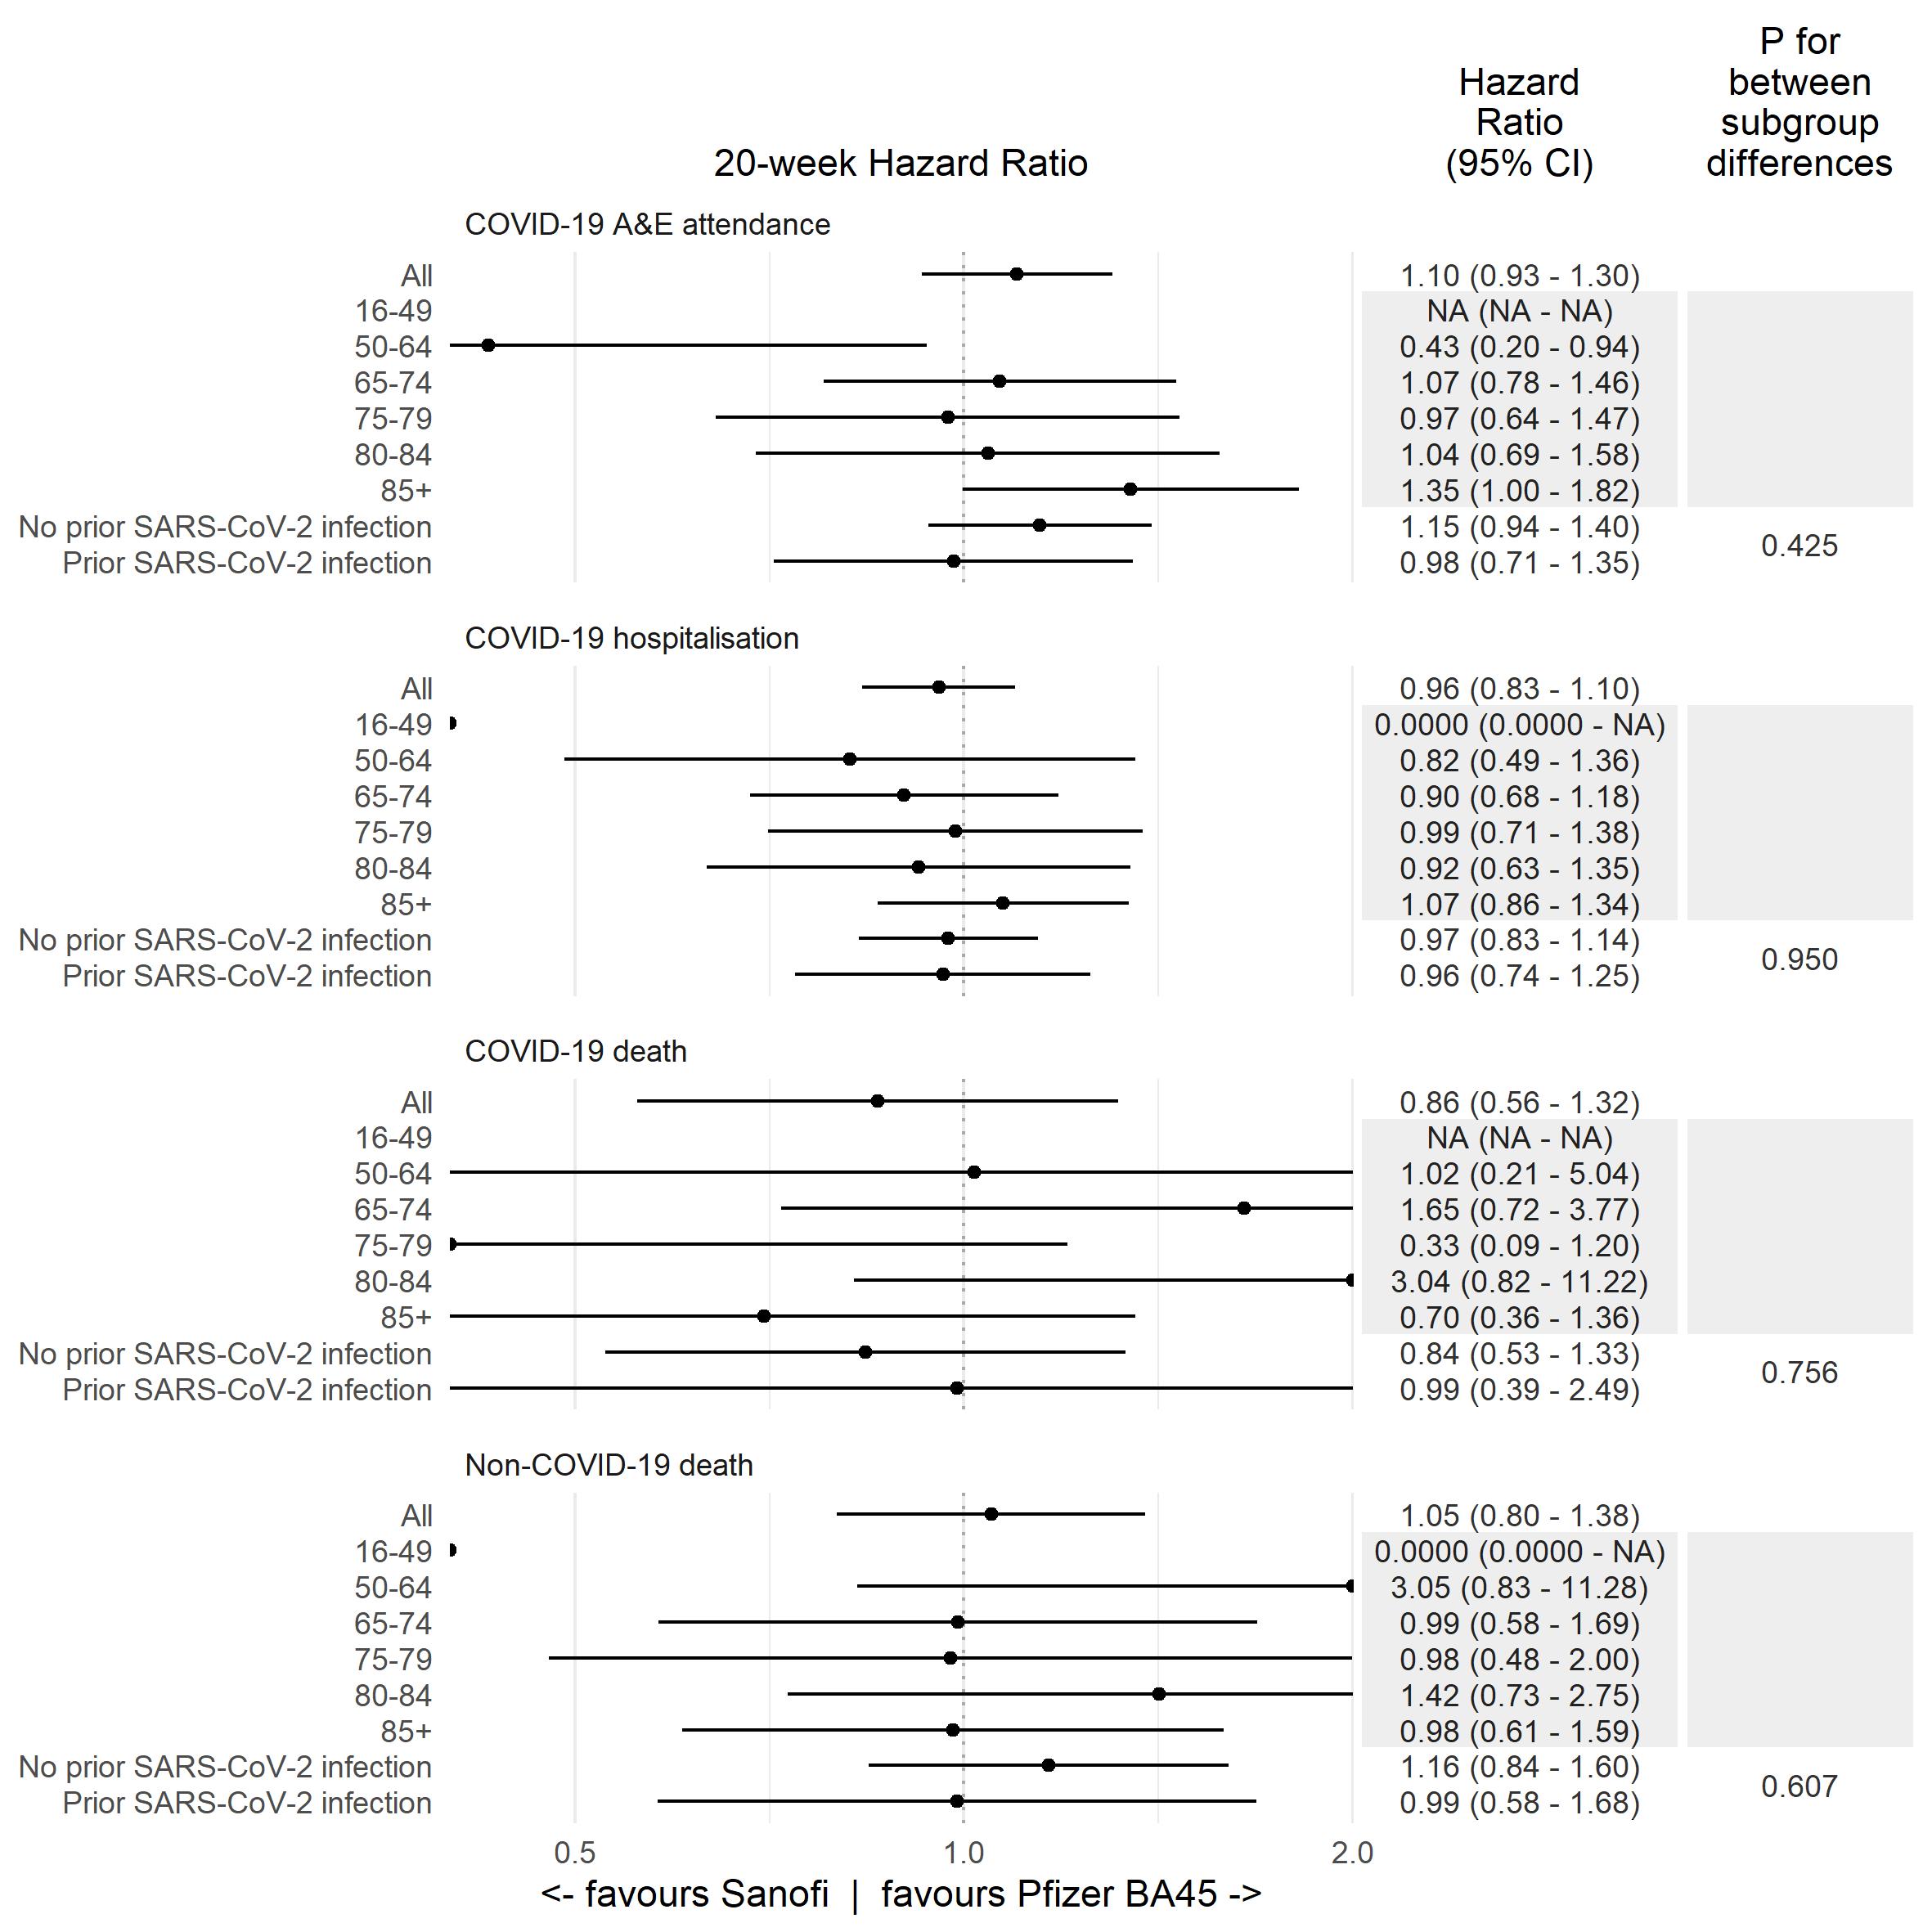 20-week Hazard Ratio
Hazard
Ratio
(95% CI)
P for
between
subgroup
differences
COVID-19 A&E attendance
All 1.10 (0.93 - 1.30)
16-49 NA (NA - NA)
50-64 0.43 (0.20 - 0.94)
65-74 1.07 (0.78 - 1.46)
75-79 0.97 (0.64 - 1.47)
80-84 1.04 (0.69 - 1.58)
85+ 1.35 (1.00 - 1.82)
No prior SARS-CoV-2 infection 1.15 (0.94 - 1.40)
0.425
Prior SARS-CoV-2 infection 0.98 (0.71 - 1.35)
COVID-19 hospitalisation
All 0.96 (0.83 - 1.10)
16-49 0.0000 (0.0000 - NA)
50-64 0.82 (0.49 - 1.36)
65-74 0.90 (0.68 - 1.18)
75-79 0.99 (0.71 - 1.38)
80-84 0.92 (0.63 - 1.35)
85+ 1.07 (0.86 - 1.34)
No prior SARS-CoV-2 infection 0.97 (0.83 - 1.14)
0.950
Prior SARS-CoV-2 infection 0.96 (0.74 - 1.25)
COVID-19 death
All 0.86 (0.56 - 1.32)
16-49 NA (NA - NA)
50-64 1.02 (0.21 - 5.04)
65-74 1.65 (0.72 - 3.77)
75-79 0.33 (0.09 - 1.20)
80-84 3.04 (0.82 - 11.22)
85+ 0.70 (0.36 - 1.36)
No prior SARS-CoV-2 infection 0.84 (0.53 - 1.33)
0.756
Prior SARS-CoV-2 infection 0.99 (0.39 - 2.49)
Non-COVID-19 death
All 1.05 (0.80 - 1.38)
16-49 0.0000 (0.0000 - NA)
50-64 3.05 (0.83 - 11.28)
65-74 0.99 (0.58 - 1.69)
75-79 0.98 (0.48 - 2.00)
80-84 1.42 (0.73 - 2.75)
85+ 0.98 (0.61 - 1.59)
No prior SARS-CoV-2 infection 1.16 (0.84 - 1.60)
0.607
Prior SARS-CoV-2 infection 0.99 (0.58 - 1.68)
0.5 1.0 2.0
<- favours Sanofi | favours Pfizer BA45 ->